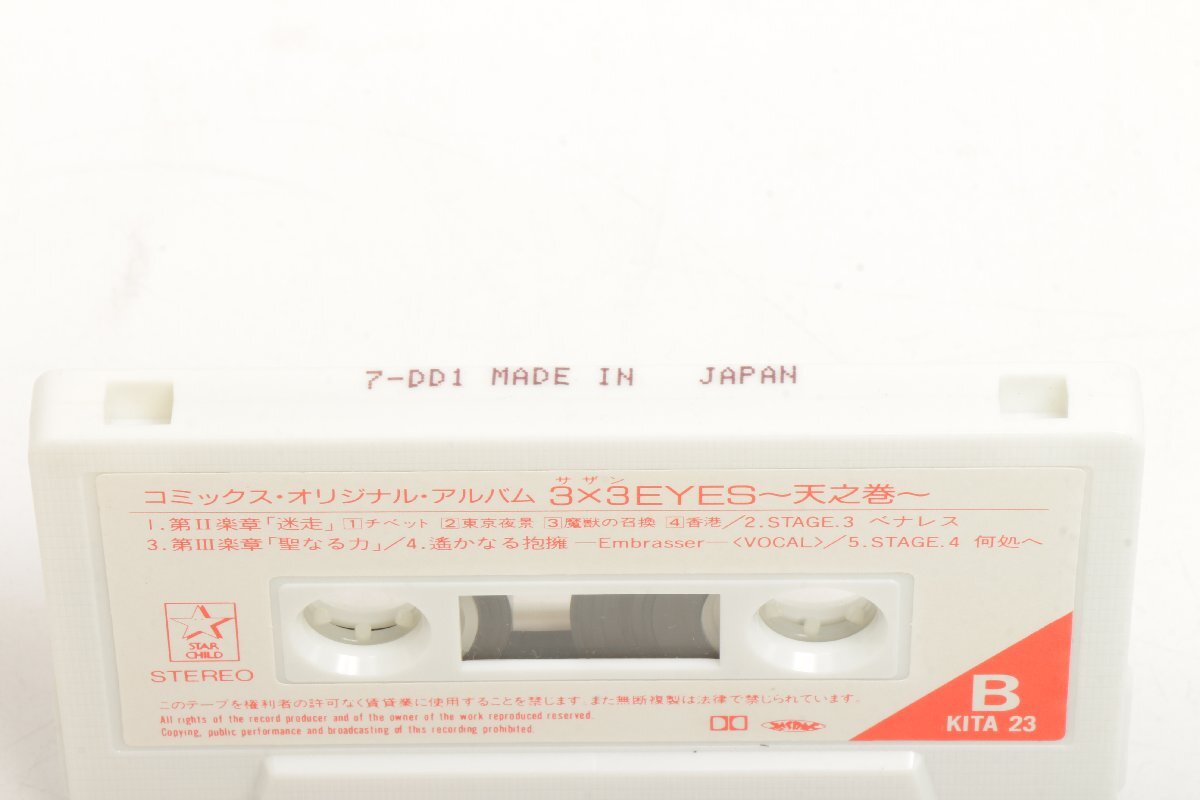 7-DD1 MADE IN JAPAN
サザン
コミックス・オリジナル・アルバム 3×3EYES〜天之巻〜
1.第II楽章「迷走」 1チベット 2東京夜景 3魔獣の召換 4香港/2.STAGE.3 ベナレス
3.第III楽章「聖なる力」/4.遙かなる抱擁—Embrasser—<VOCAL>/5.STAGE.4 何処へ
STAR
CHILD
STEREO
このテープを権利者の許可なく賃貸業に使用することを禁じます。また無断複製は法律で禁じられています。
All rights of the record producer and of the owner of the work reproduced reserved.
Copying, public performance and broadcasting of this recording prohibited.
JASRAC
B
KITA 23